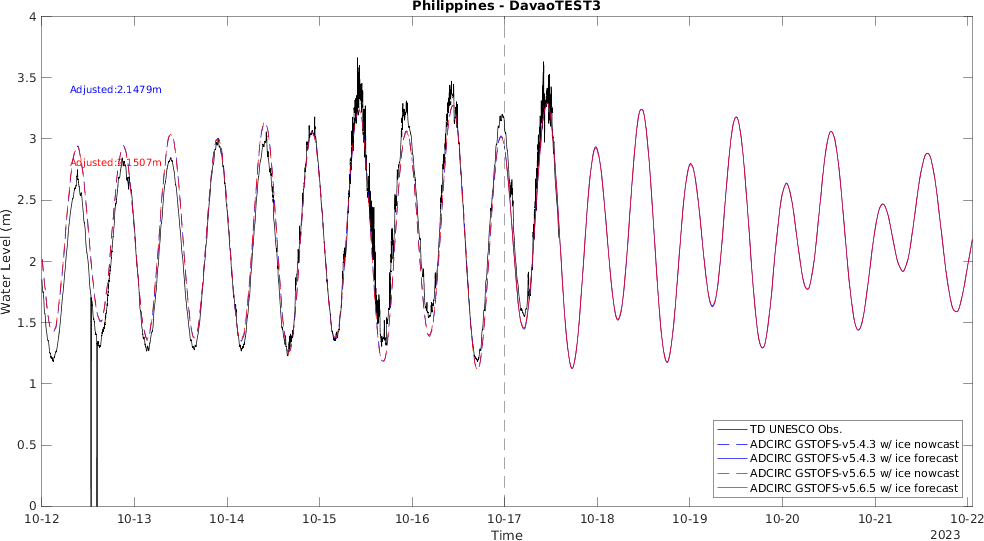 Philippines - DavaoTEST3
4
3.5
3
2.5
2
1.5
1
0.5
0
Water Level (m)
Adjusted:2.1479m
1507m
TD UNESCO Obs.
ADCIRC GSTOFS-v5.4.3 w/ ice nowcast
ADCIRC GSTOFS-v5.4.3 w/ ice forecast
ADCIRC GSTOFS-v5.6.5 w/ ice nowcast
ADCIRC GSTOFS-v5.6.5 w/ ice forecast
10-12 10-13 10-14 10-15 10-16 10-17 10-18 10-19 10-20 10-21 10-22
Time
2023